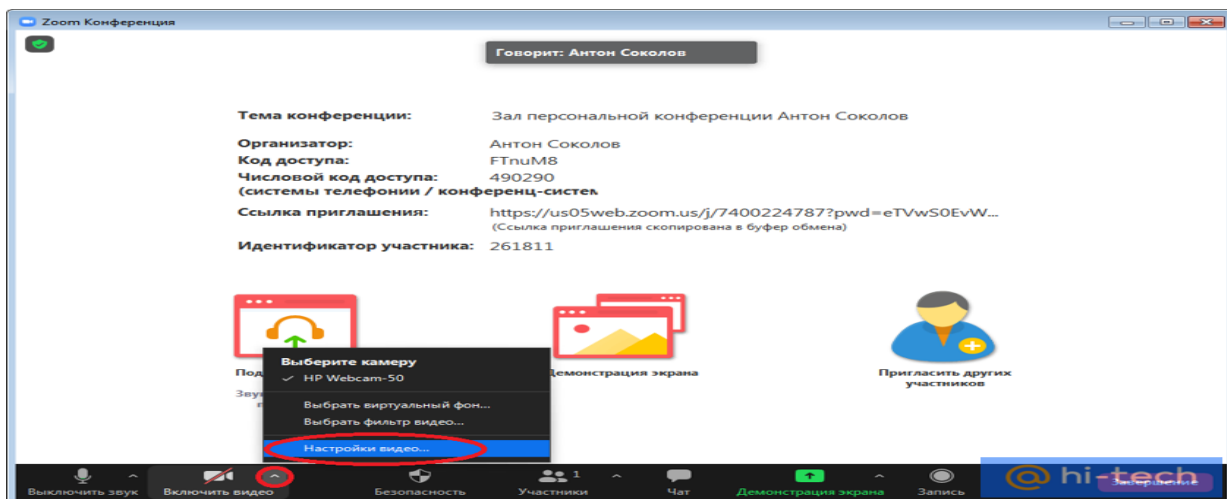 Zoom Конференция
Говорит: Антон Соколов
Тема конференции: Зал персональной конференции Антон Соколов
Организатор: Антон Соколов
Код доступа: FTnuM8
Числовой код доступа: 490290
(системы телефонии / конференц-систем
Ссылка приглашения: https://us05web.zoom.us/j/7400224787?pwd=eTVwS0EvW...
(Ссылка приглашения скопирована в буфер обмена)
Идентификатор участника: 261811
Выберите камеру
HP Webcam-50
Выбрать виртуальный фон...
Выбрать фильтр видео...
Настройки видео...
Под
Зву
Демонстрация экрана
Пригласить других
участников
Выключить звук
Включить видео
Безопасность
Участники
1
Чат
Демонстрация экрана
Запись
Завершение
@ hi-tech